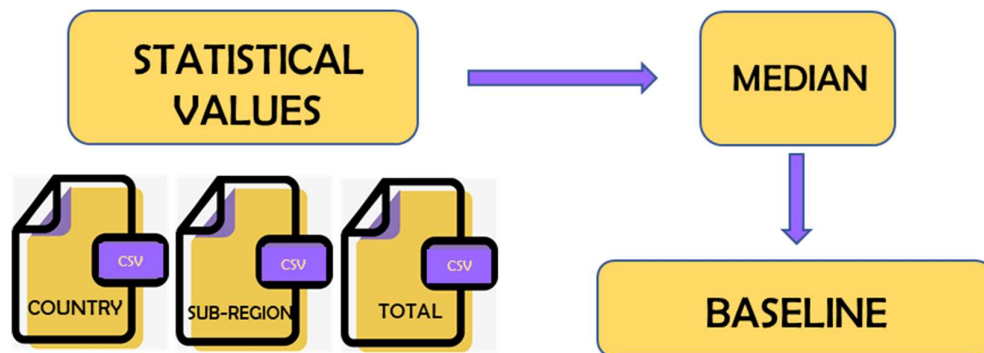 STATISTICAL
VALUES
MEDIAN
CSV
CSV
CSV
COUNTRY
SUB-REGION
TOTAL
BASELINE